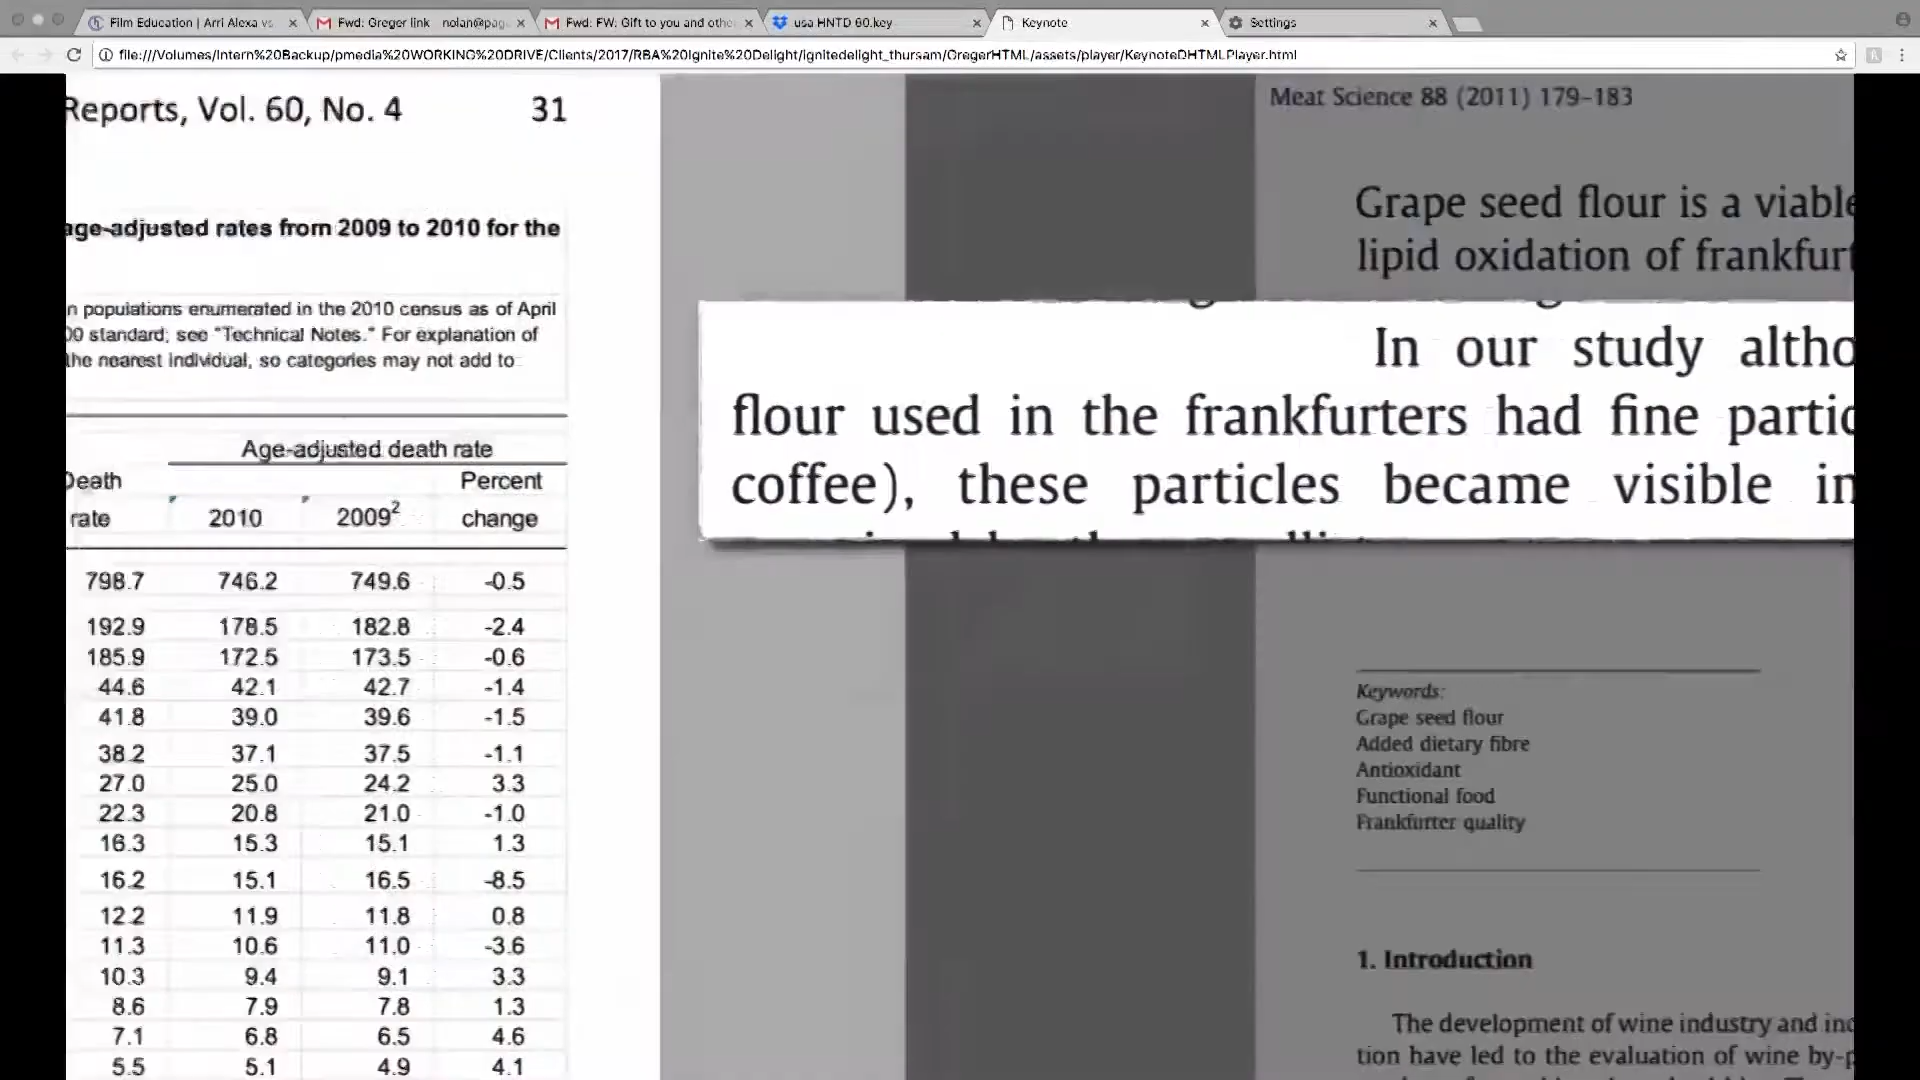 Film Education | Arri Alexa vs
Fwd: Greger link nolan@pag
Fwd: FW: Gift to you and othe
usa HNTD 60.key
Keynote
Settings
file:///Volumes/Intern%20Backup/pmedia%20WORKING%20DRIVE/Clients/2017/RBA%20Ignite%20Delight/ignitedelight_thursam/GregerHTML/assets/player/KeynoteDHTMLPlayer.html
Reports, Vol. 60, No. 4 31
age-adjusted rates from 2009 to 2010 for the
n populations enumerated in the 2010 census as of April
00 standard, see "Technical Notes." For explanation of
the nearest individual, so categories may not add to
Age-adjusted death rate
Death Percent
rate 2010 2009² change
798.7 746.2 749.6 -0.5
192.9 178.5 182.8 -2.4
185.9 172.5 173.5 -0.6
44.6 42.1 42.7 -1.4
41.8 39.0 39.6 -1.5
38.2 37.1 37.5 -1.1
27.0 25.0 24.2 3.3
22.3 20.8 21.0 -1.0
16.3 15.3 15.1 1.3
16.2 15.1 16.5 -8.5
12.2 11.9 11.8 0.8
11.3 10.6 11.0 -3.6
10.3 9.4 9.1 3.3
8.6 7.9 7.8 1.3
7.1 6.8 6.5 4.6
5.5 5.1 4.9 4.1
Meat Science 88 (2011) 179–183
Grape seed flour is a viable
lipid oxidation of frankfurt
In our study altho
flour used in the frankfurters had fine partic
coffee), these particles became visible in
Keywords:
Grape seed flour
Added dietary fibre
Antioxidant
Functional food
Frankfurter quality
1. Introduction
The development of wine industry and inc
tion have led to the evaluation of wine by-p